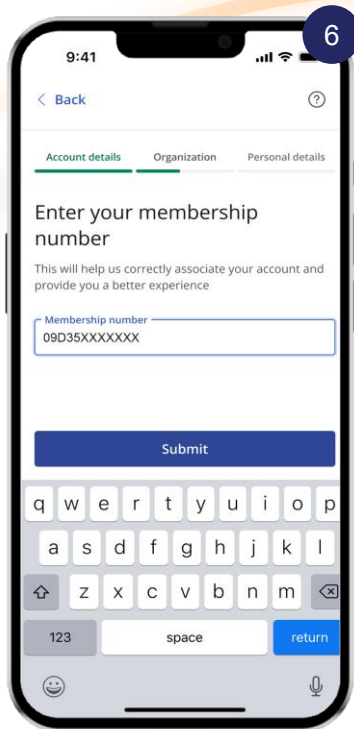 6
9:41
Back
?
Account details Organization Personal details
Enter your membership
number
This will help us correctly associate your account and
provide you a better experience
Membership number
09D35XXXXXXX
Submit
q w e r t y u i o p
a s d f g h j k l
z x c v b n m
123 space return